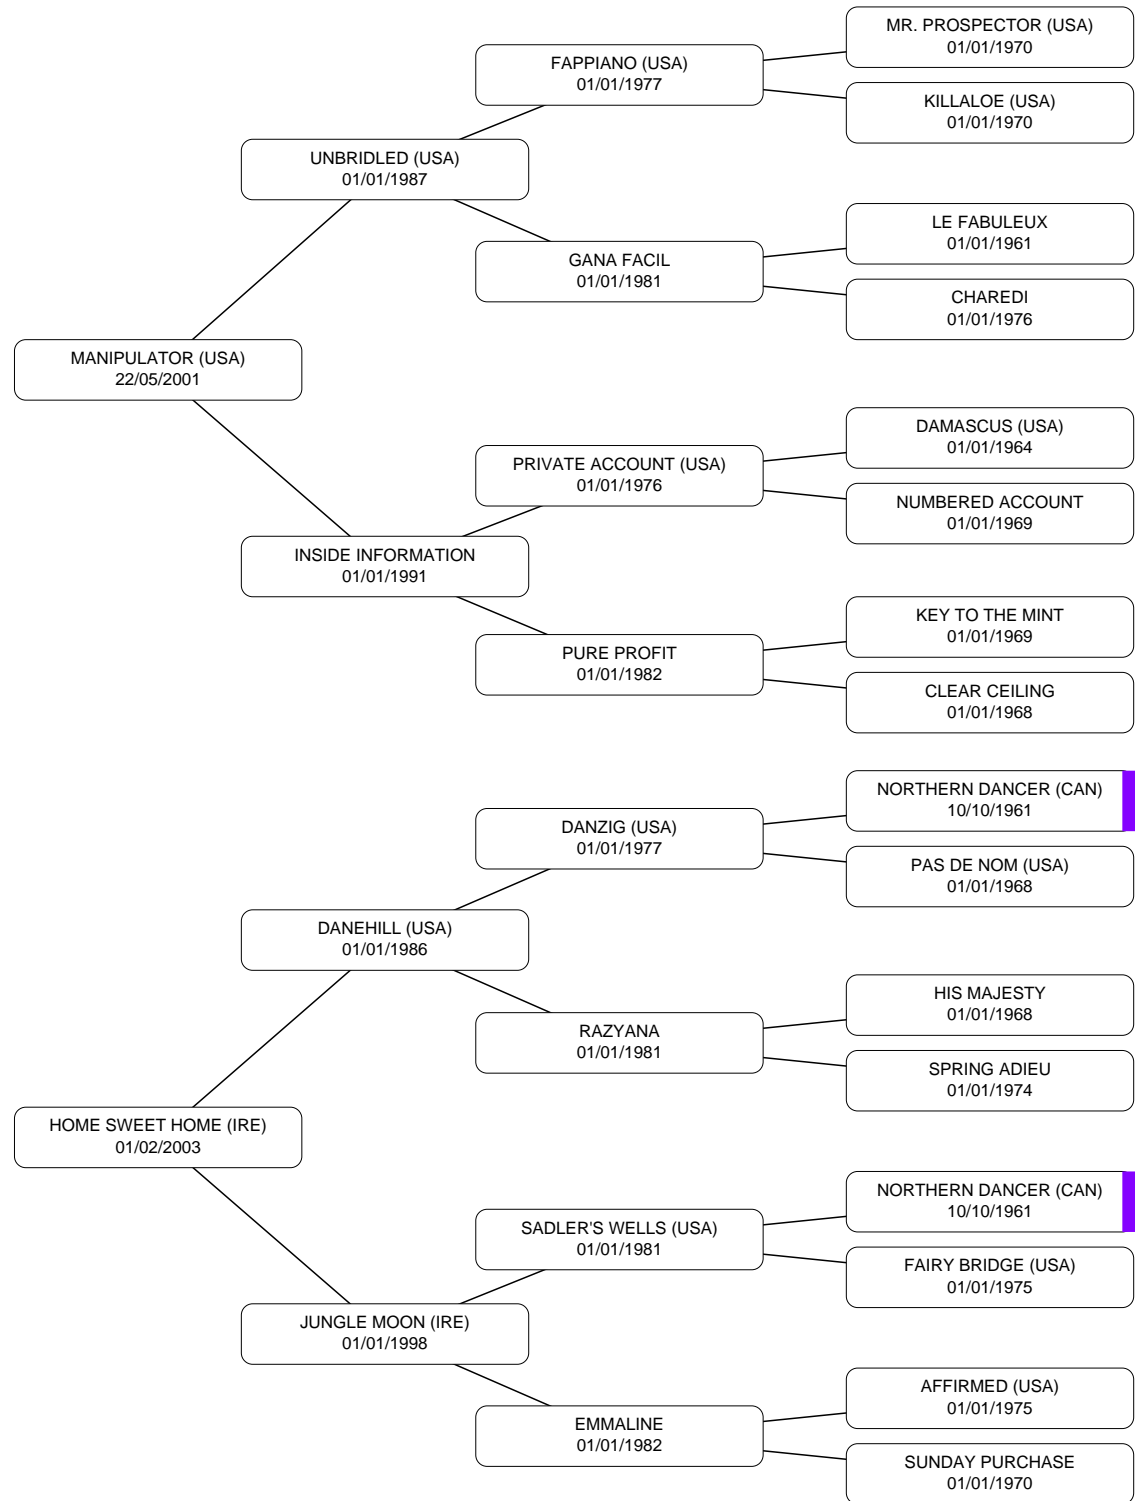 MR. PROSPECTOR (USA)
01/01/1970
FAPPIANO (USA)
01/01/1977
KILLALOE (USA)
01/01/1970
UNBRIDLED (USA)
01/01/1987
LE FABULEUX
01/01/1961
GANA FACIL
01/01/1981
CHAREDI
01/01/1976
MANIPULATOR (USA)
22/05/2001
DAMASCUS (USA)
01/01/1964
PRIVATE ACCOUNT (USA)
01/01/1976
NUMBERED ACCOUNT
01/01/1969
INSIDE INFORMATION
01/01/1991
KEY TO THE MINT
01/01/1969
PURE PROFIT
01/01/1982
CLEAR CEILING
01/01/1968
NORTHERN DANCER (CAN)
10/10/1961
DANZIG (USA)
01/01/1977
PAS DE NOM (USA)
01/01/1968
DANEHILL (USA)
01/01/1986
HIS MAJESTY
01/01/1968
RAZYANA
01/01/1981
SPRING ADIEU
01/01/1974
HOME SWEET HOME (IRE)
01/02/2003
NORTHERN DANCER (CAN)
10/10/1961
SADLER'S WELLS (USA)
01/01/1981
FAIRY BRIDGE (USA)
01/01/1975
JUNGLE MOON (IRE)
01/01/1998
AFFIRMED (USA)
01/01/1975
EMMALINE
01/01/1982
SUNDAY PURCHASE
01/01/1970